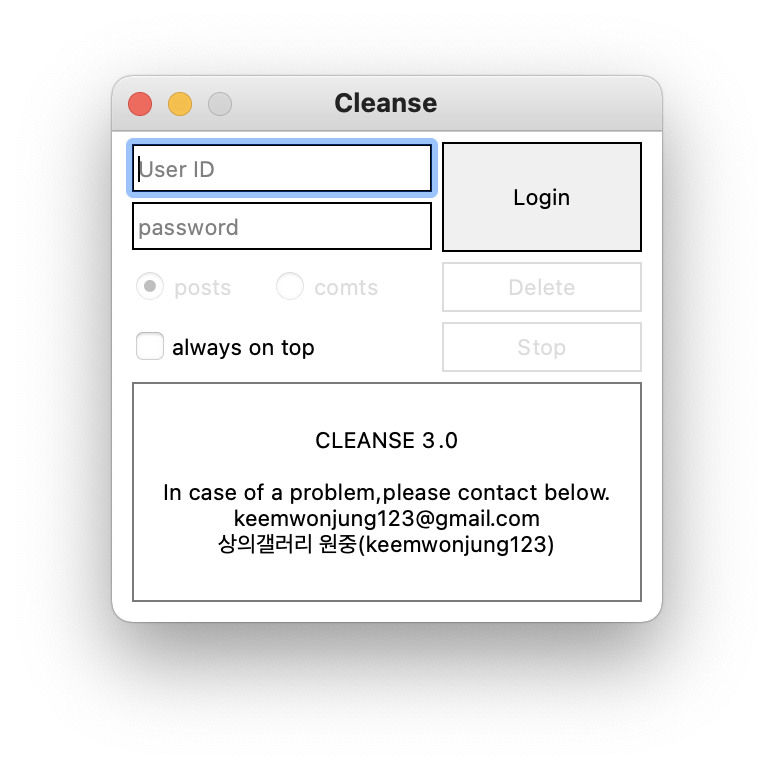 Cleanse
User ID
Login
password
posts
comts
Delete
always on top
Stop
CLEANSE 3.0
In case of a problem,please contact below.
keemwonjung123@gmail.com
상의갤러리 원중(keemwonjung123)